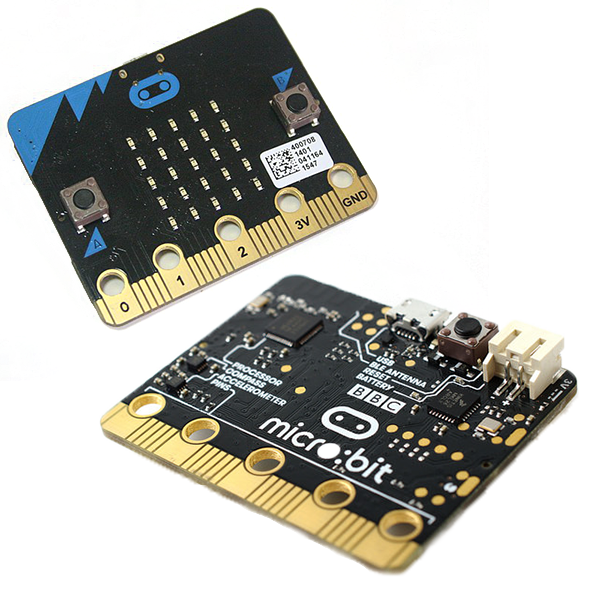 B
400708
1401
041164
1547
A
0
1
2
3V
GND
USB
BLE ANTENNA
RESET
BATTERY
PROCESSOR
COMPASS
ACCELEROMETER
PINS
BBC
micro:bit
3V